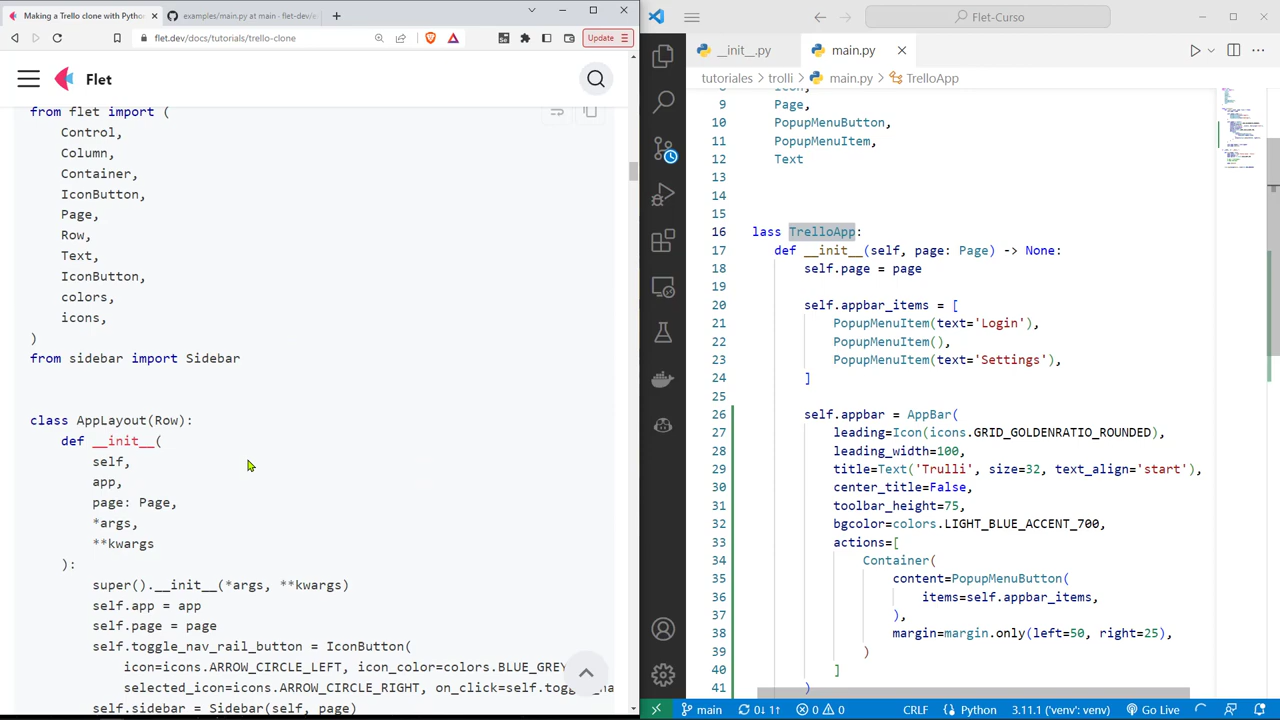 Making a Trello clone with Pytho
examples/main.py at main · flet-dev/e
flet.dev/docs/tutorials/trello-clone
Update
Flet
from flet import (
Control,
Column,
Container,
IconButton,
Page,
Row,
Text,
IconButton,
colors,
icons,
)
from sidebar import Sidebar
class AppLayout(Row):
def __init__(
self,
app,
page: Page,
*args,
**kwargs
):
super().__init__(*args, **kwargs)
self.app = app
self.page = page
self.toggle_nav_rail_button = IconButton(
icon=icons.ARROW_CIRCLE_LEFT, icon_color=colors.BLUE_GREY
selected_icon=icons.ARROW_CIRCLE_RIGHT, on_click=self.
self.sidebar = Sidebar(self, page)
Flet-Curso
__init__.py
main.py
tutoriales > trolli > main.py > TrelloApp
9 Page,
10 PopupMenuButton,
11 PopupMenuItem,
12 Text
13
14
15
16 lass TrelloApp:
17 def __init__(self, page: Page) -> None:
18 self.page = page
19
20 self.appbar_items = [
21 PopupMenuItem(text='Login'),
22 PopupMenuItem(),
23 PopupMenuItem(text='Settings'),
24 ]
25
26 self.appbar = AppBar(
27 leading=Icon(icons.GRID_GOLDENRATIO_ROUNDED),
28 leading_width=100,
29 title=Text('Trulli', size=32, text_align='start'),
30 center_title=False,
31 toolbar_height=75,
32 bgcolor=colors.LIGHT_BLUE_ACCENT_700,
33 actions=[
34 Container(
35 content=PopupMenuButton(
36 items=self.appbar_items,
37 ),
38 margin=margin.only(left=50, right=25),
39 )
40 ]
41 )
main
0↓ 1↑
0
0
CRLF
Python
3.11.1 ('venv': venv)
Go Live